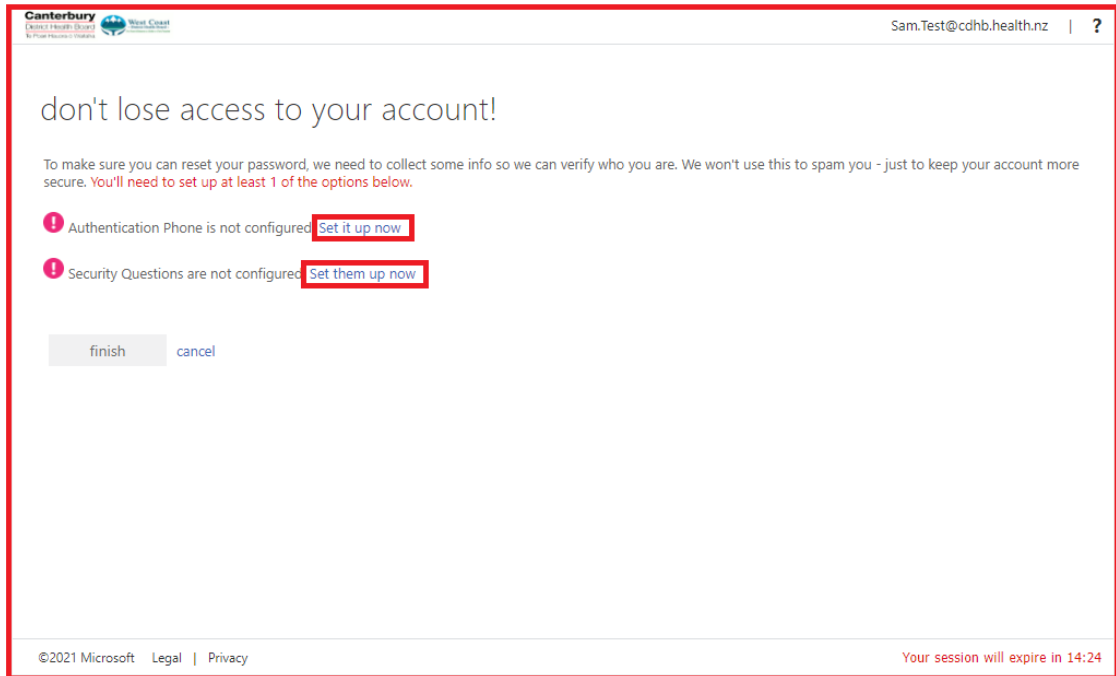 Canterbury
District Health Board
West Coast
Sam.Test@cdhb.health.nz | ?
don't lose access to your account!
To make sure you can reset your password, we need to collect some info so we can verify who you are. We won't use this to spam you - just to keep your account more
secure. You'll need to set up at least 1 of the options below.
! Authentication Phone is not configured Set it up now
! Security Questions are not configured Set them up now
finish cancel
©2021 Microsoft Legal | Privacy
Your session will expire in 14:24